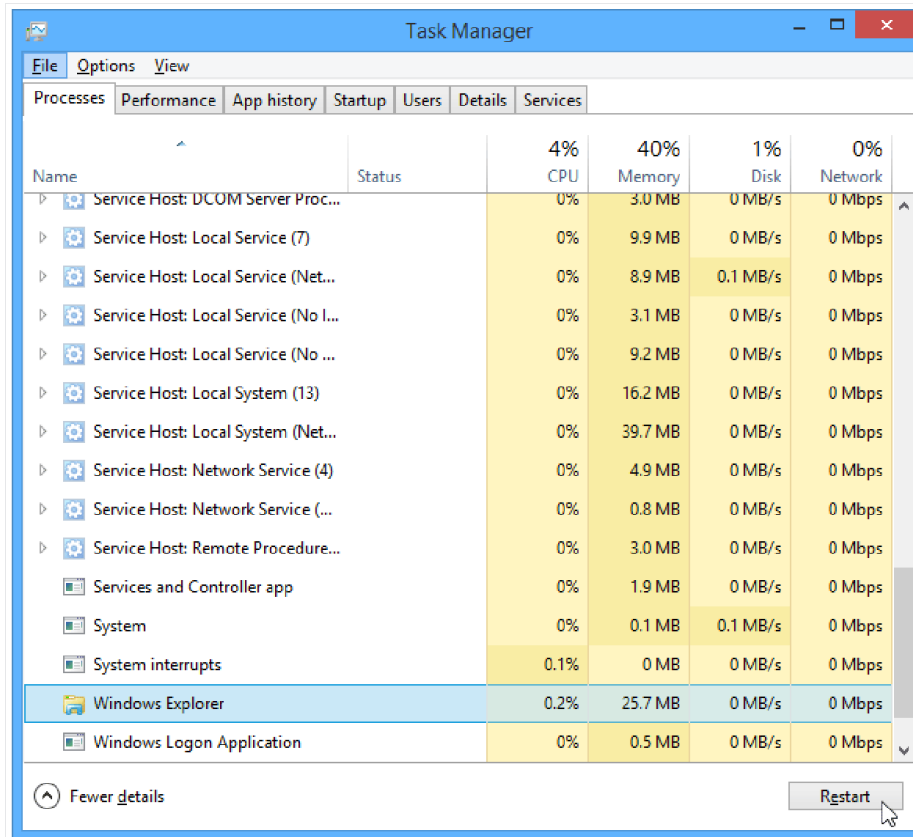 Task Manager
File Options View
Processes Performance App history Startup Users Details Services
4% 40% 1% 0%
Name Status CPU Memory Disk Network
Service Host: DCOM Server Proc... 0% 3.0 MB 0 MB/s 0 Mbps
Service Host: Local Service (7) 0% 9.9 MB 0 MB/s 0 Mbps
Service Host: Local Service (Net... 0% 8.9 MB 0.1 MB/s 0 Mbps
Service Host: Local Service (No I... 0% 3.1 MB 0 MB/s 0 Mbps
Service Host: Local Service (No ... 0% 9.2 MB 0 MB/s 0 Mbps
Service Host: Local System (13) 0% 16.2 MB 0 MB/s 0 Mbps
Service Host: Local System (Net... 0% 39.7 MB 0 MB/s 0 Mbps
Service Host: Network Service (4) 0% 4.9 MB 0 MB/s 0 Mbps
Service Host: Network Service (... 0% 0.8 MB 0 MB/s 0 Mbps
Service Host: Remote Procedure... 0% 3.0 MB 0 MB/s 0 Mbps
Services and Controller app 0% 1.9 MB 0 MB/s 0 Mbps
System 0% 0.1 MB 0.1 MB/s 0 Mbps
System interrupts 0.1% 0 MB 0 MB/s 0 Mbps
Windows Explorer 0.2% 25.7 MB 0 MB/s 0 Mbps
Windows Logon Application 0% 0.5 MB 0 MB/s 0 Mbps
Fewer details Restart